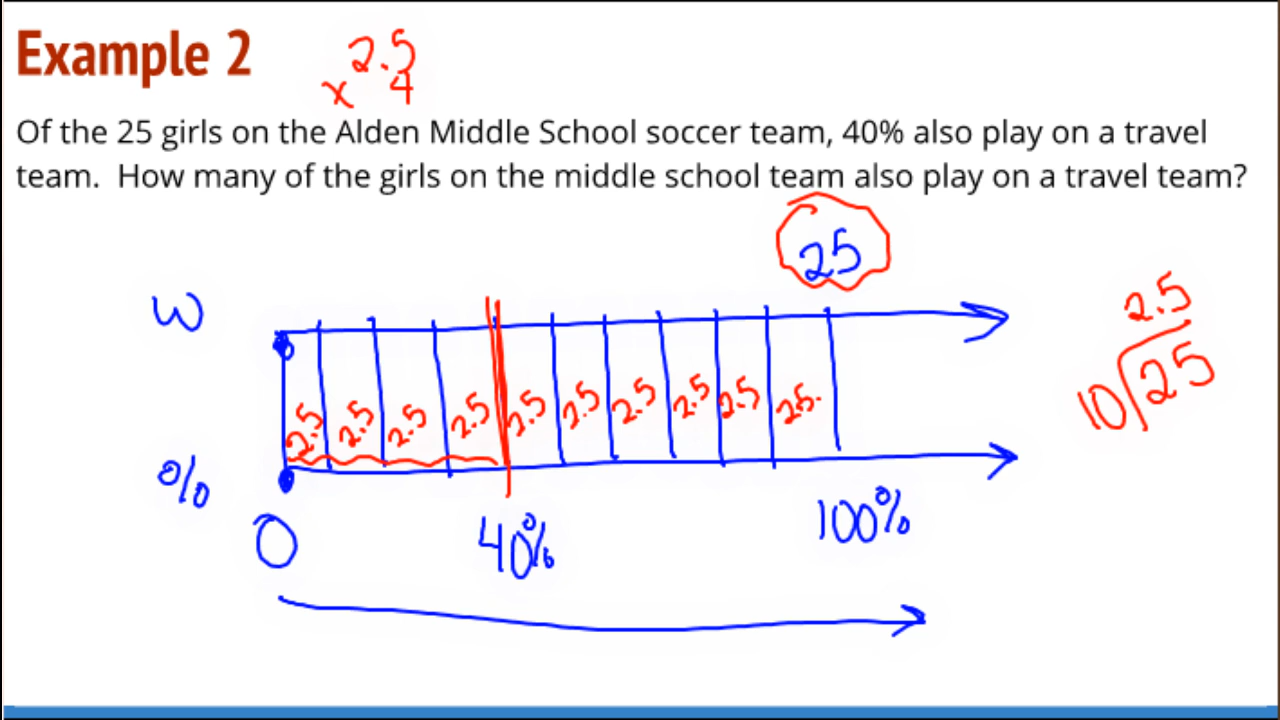 Example 2
2.5
x 4
Of the 25 girls on the Alden Middle School soccer team, 40% also play on a travel
team. How many of the girls on the middle school team also play on a travel team?
25
W
2.5
10 25
2.5 2.5 2.5 2.5 2.5 2.5 2.5 2.5 2.5 2.5.
%
0 40% 100%